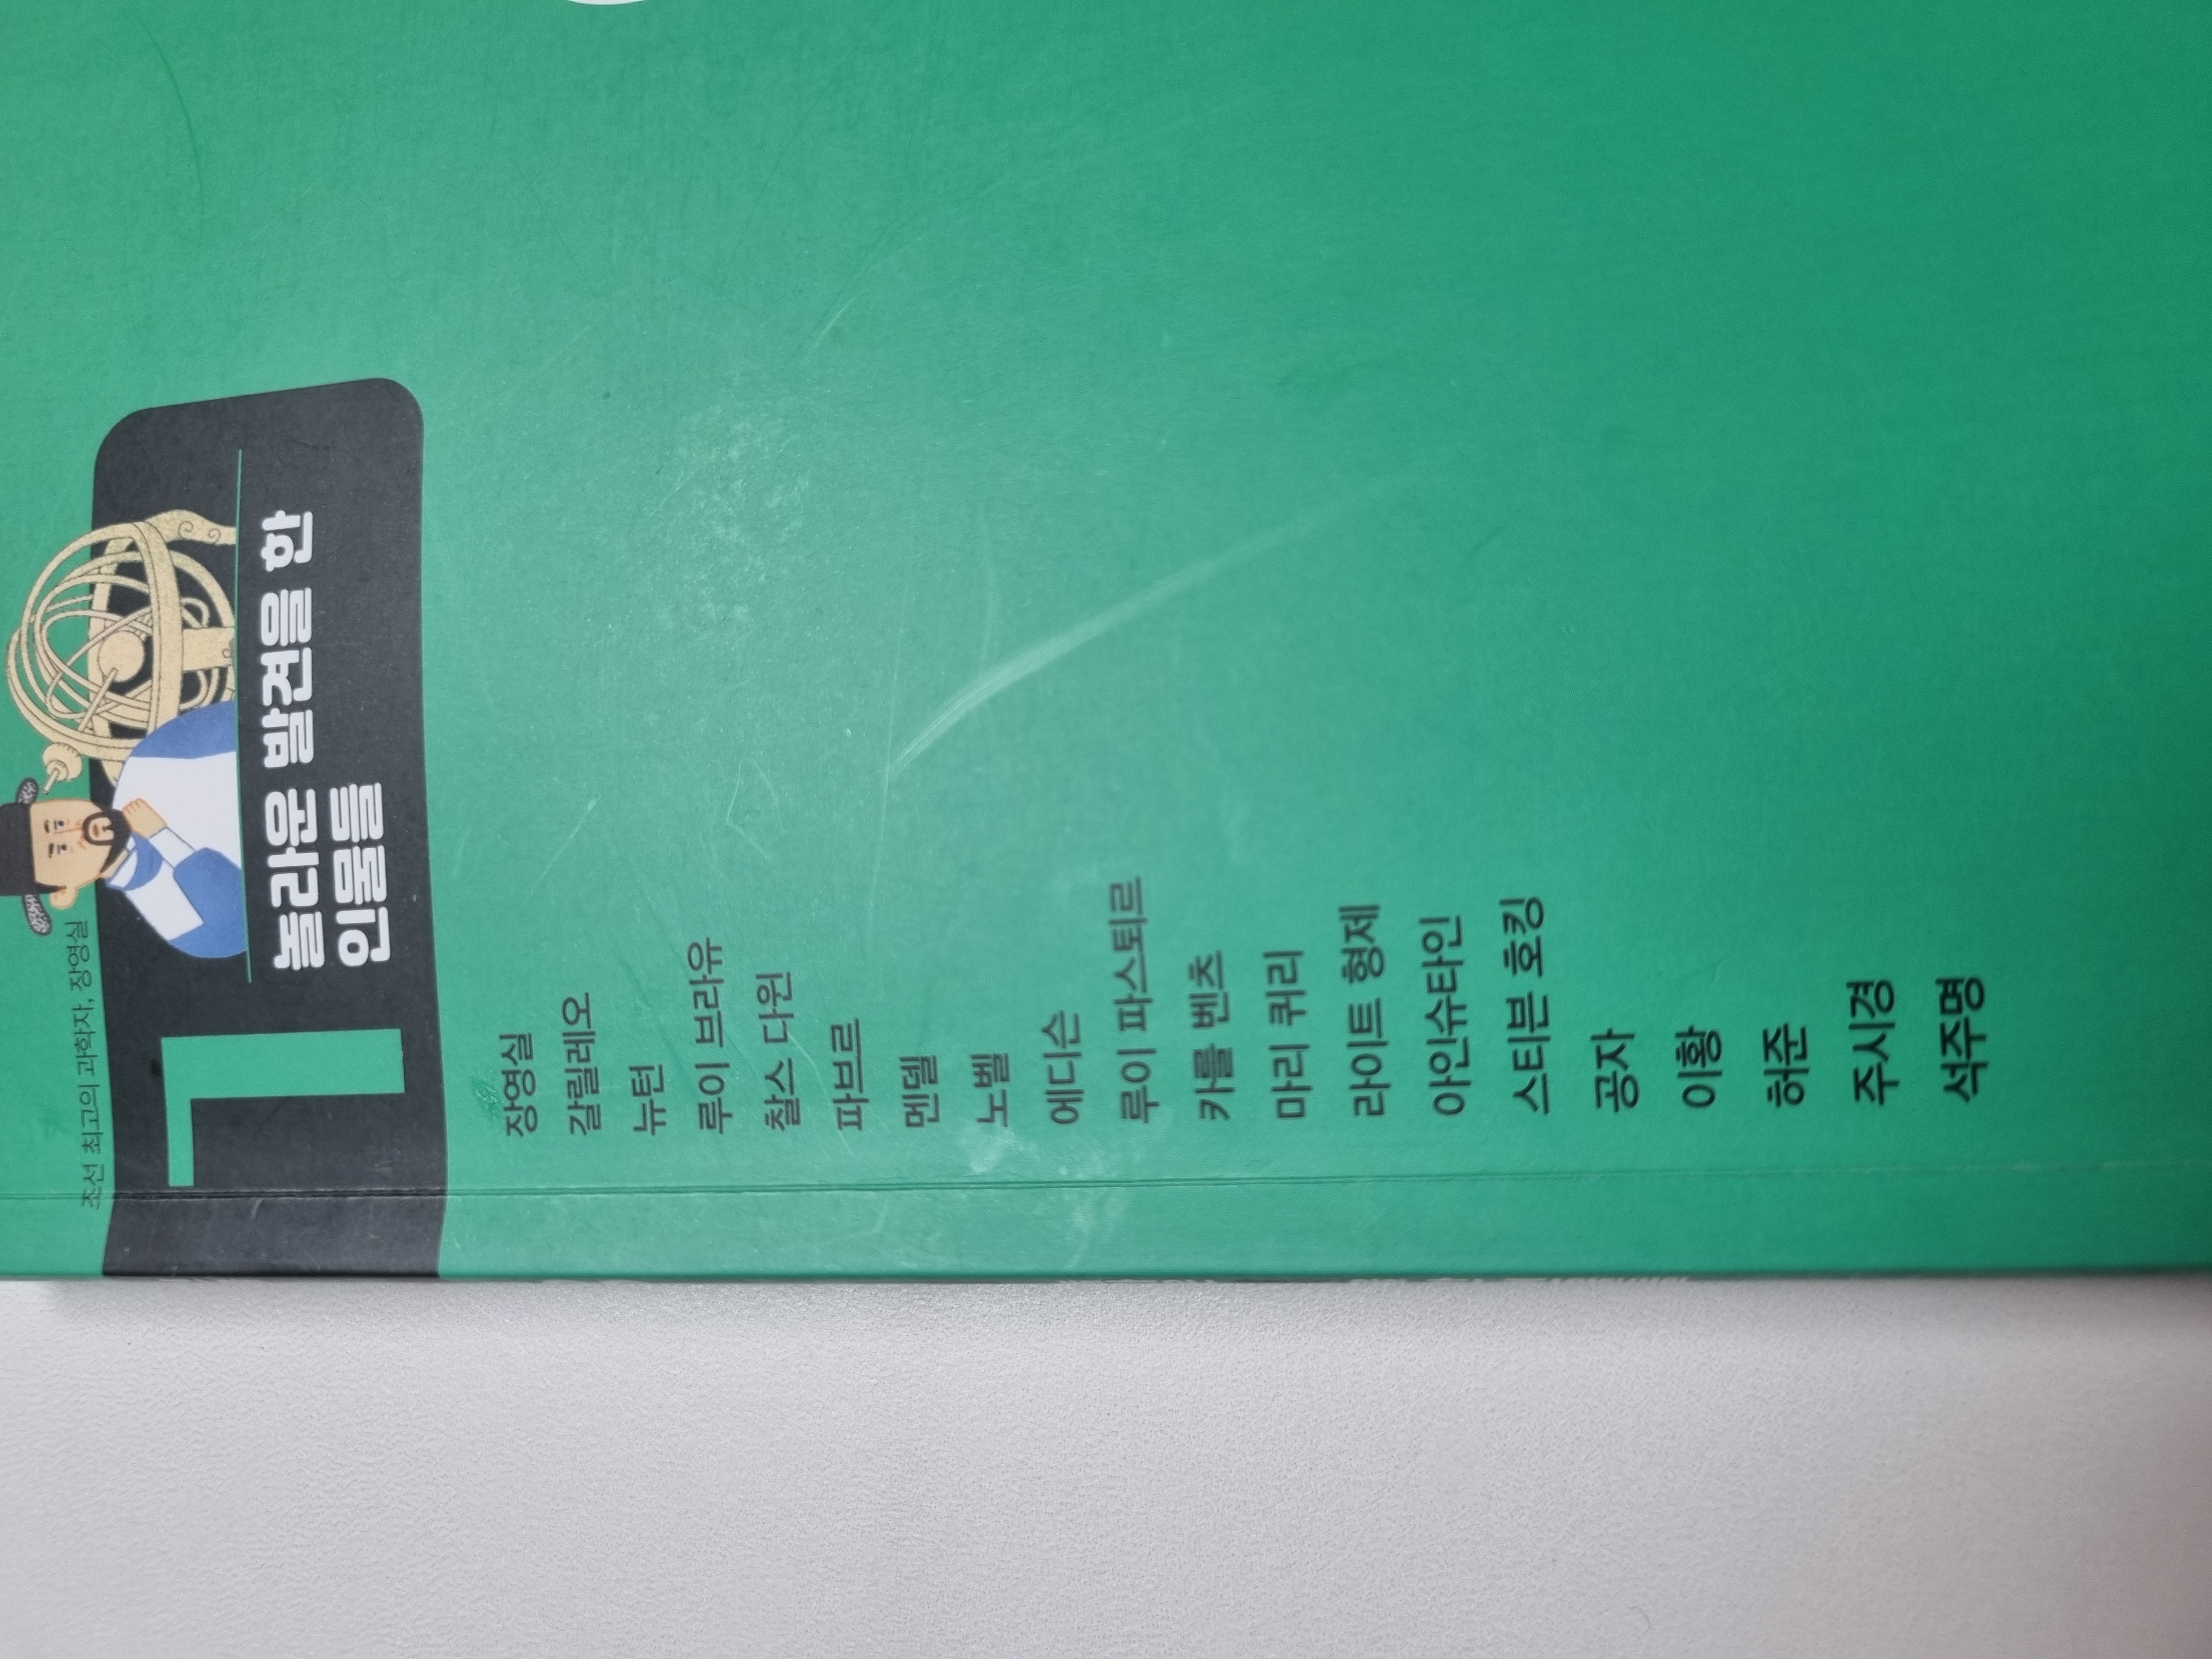 조선 최고의 과학자, 장영실
1
놀라운 발견을 한
인물들
장영실
갈릴레오
뉴턴
루이 브라유
찰스 다윈
파브르
멘델
노벨
에디슨
루이 파스퇴르
카를 벤츠
마리 퀴리
라이트 형제
아인슈타인
스티븐 호킹
공자
이황
허준
주시경
석주명